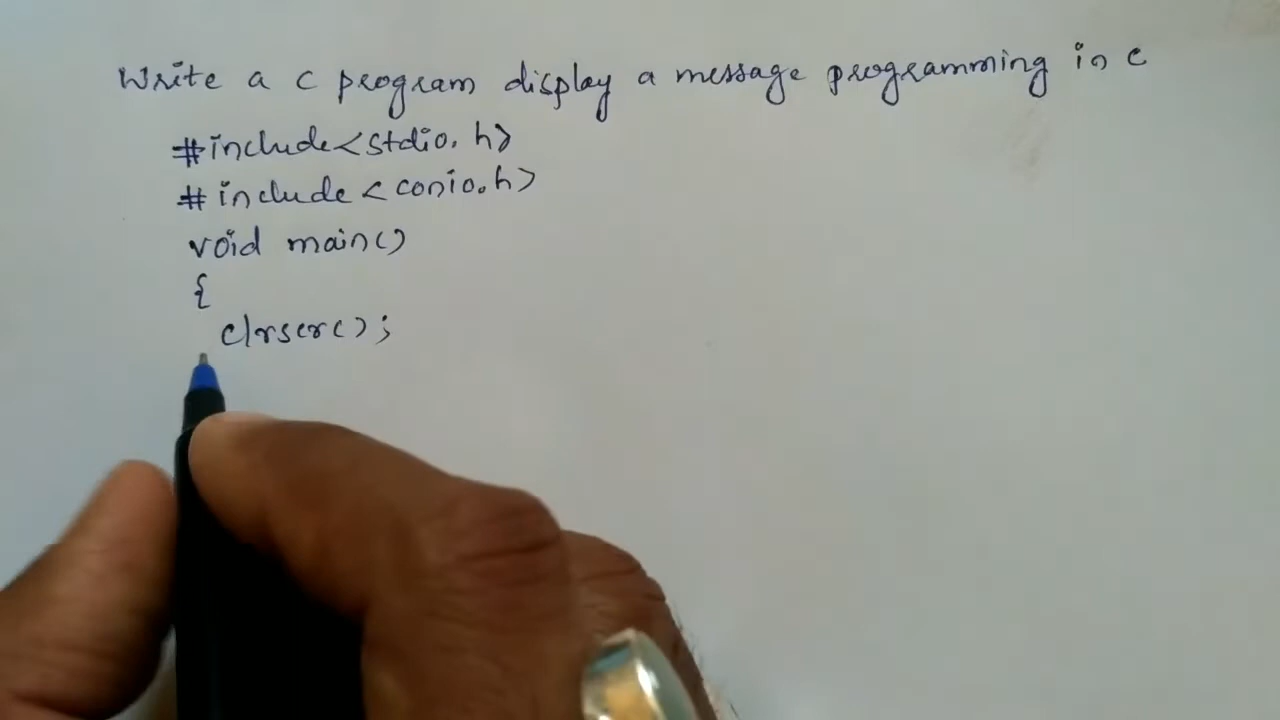 Write a c program display a message programming in c
#include<stdio.h>
#include<conio.h>
void main()
{
clrscr();